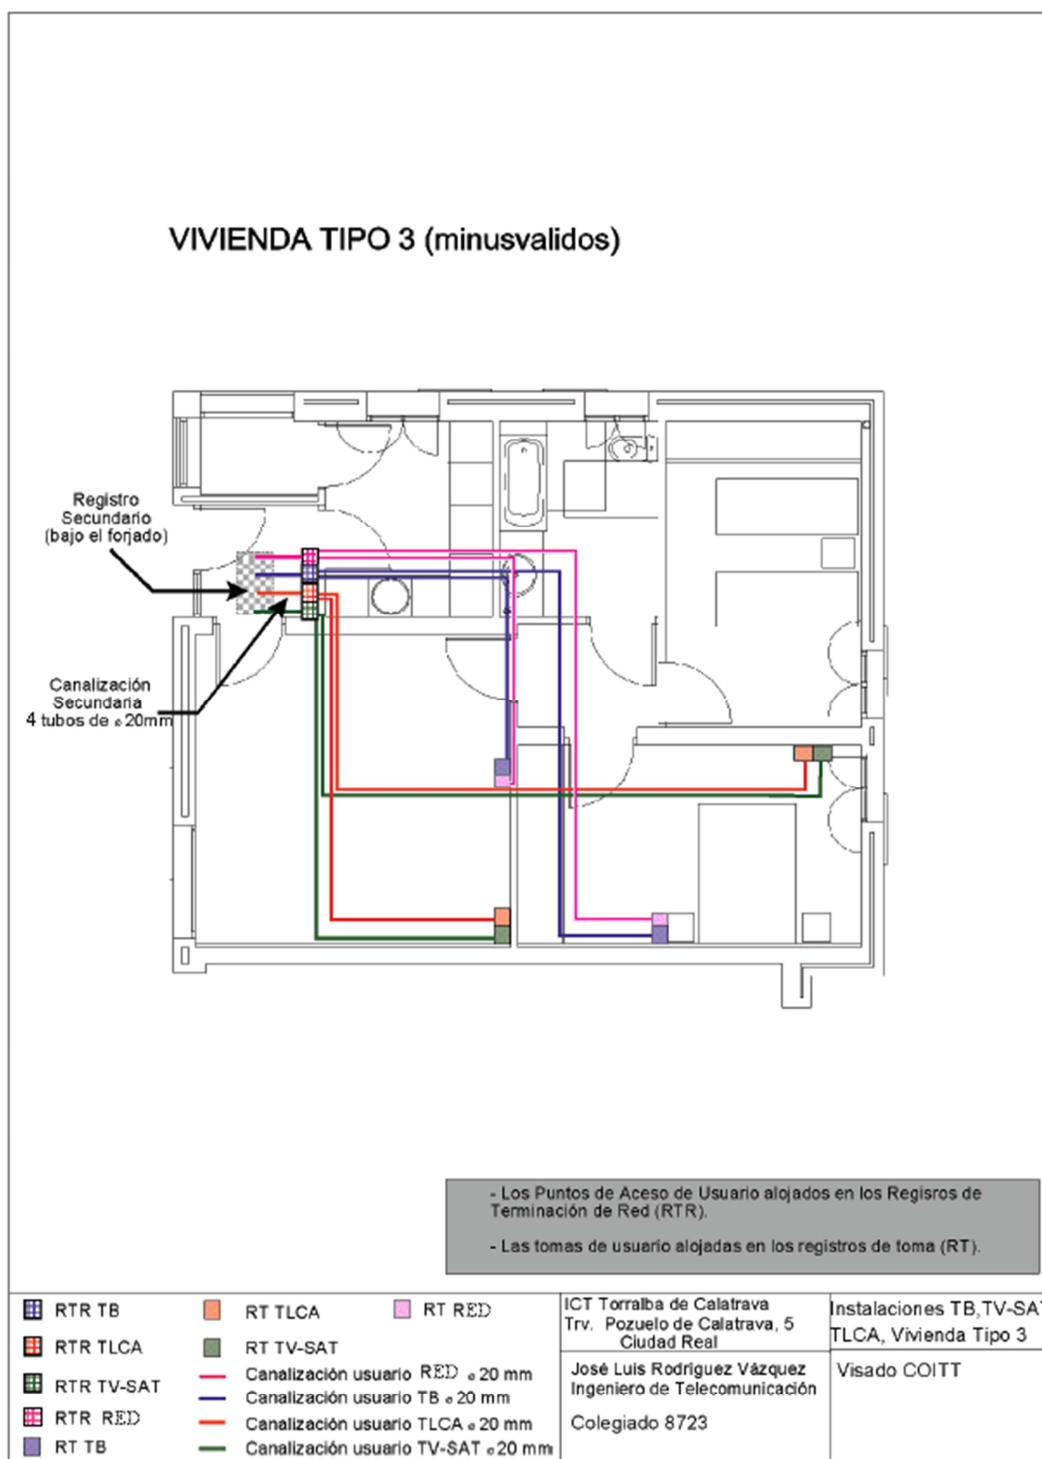 VIVIENDA TIPO 3 (minusvalidos)
Registro
Secundario
(bajo el forjado)
Canalización
Secundaria
4 tubos de ø 20mm
- Los Puntos de Aceso de Usuario alojados en los Regisros de
Terminación de Red (RTR).
- Las tomas de usuario alojadas en los registros de toma (RT).
RTR TB
RTR TLCA
RTR TV-SAT
RTR RED
RT TB
RT TLCA
RT TV-SAT
RT RED
Canalización usuario RED ø 20 mm
Canalización usuario TB ø 20 mm
Canalización usuario TLCA ø 20 mm
Canalización usuario TV-SAT ø 20 mm
ICT Torralba de Calatrava
Trv. Pozuelo de Calatrava, 5
Ciudad Real
José Luis Rodriguez Vázquez
Ingeniero de Telecomunicación
Colegiado 8723
Instalaciones TB,TV-SAT
TLCA, Vivienda Tipo 3
Visado COITT